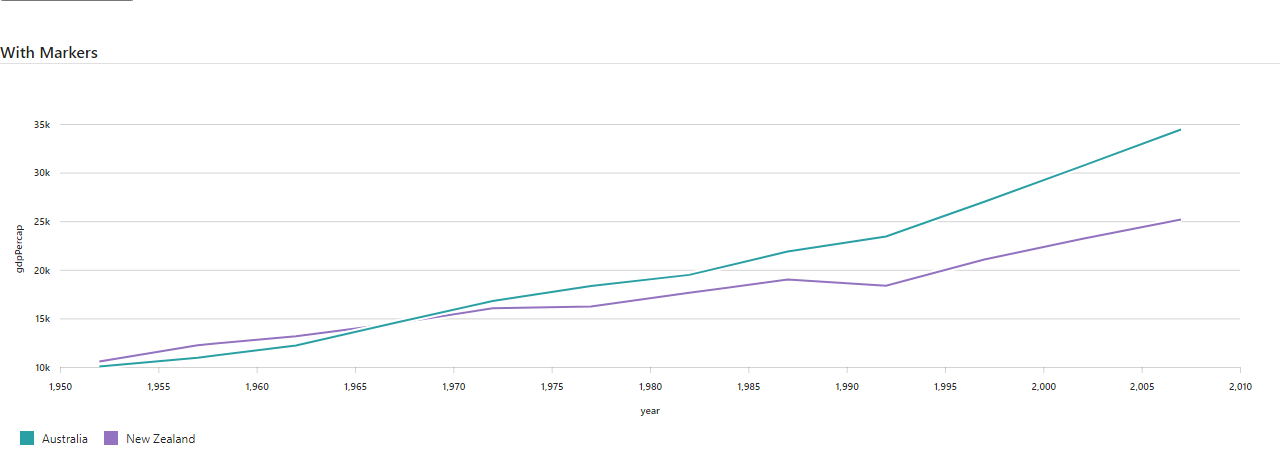 With Markers
35k
30k
25k
20k
15k
10k
gdpPercap
1,950 1,955 1,960 1,965 1,970 1,975 1,980 1,985 1,990 1,995 2,000 2,005 2,010
year
Australia New Zealand